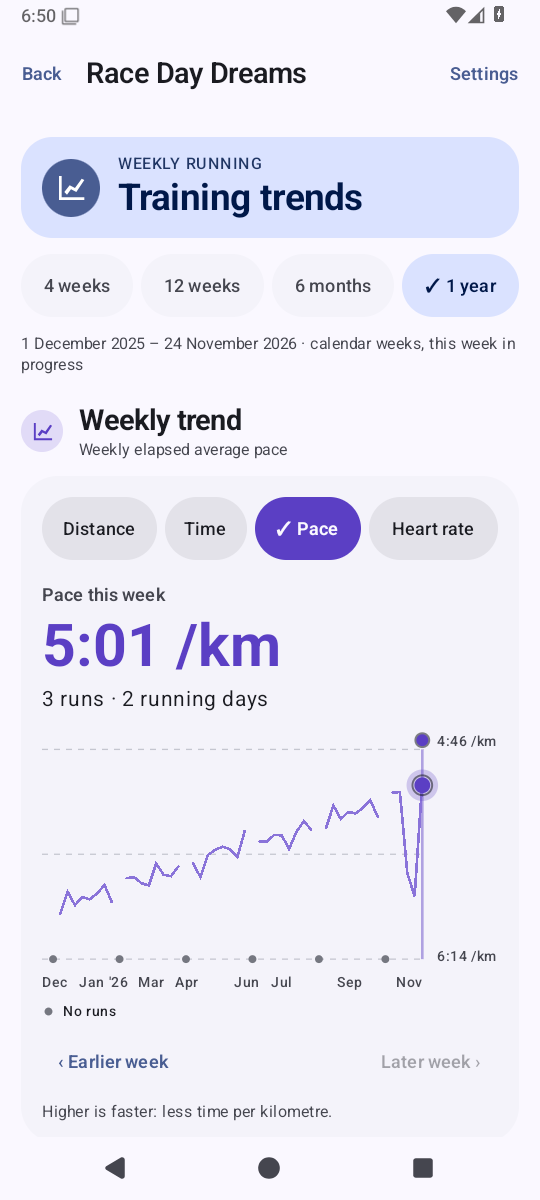 6:50
Back
Race Day Dreams
Settings
WEEKLY RUNNING
Training trends
4 weeks
12 weeks
6 months
✓ 1 year
1 December 2025 – 24 November 2026 · calendar weeks, this week in
progress
Weekly trend
Weekly elapsed average pace
Distance
Time
✓ Pace
Heart rate
Pace this week
5:01 /km
3 runs · 2 running days
4:46 /km
6:14 /km
Dec
Jan '26
Mar
Apr
Jun
Jul
Sep
Nov
No runs
‹ Earlier week
Later week ›
Higher is faster: less time per kilometre.